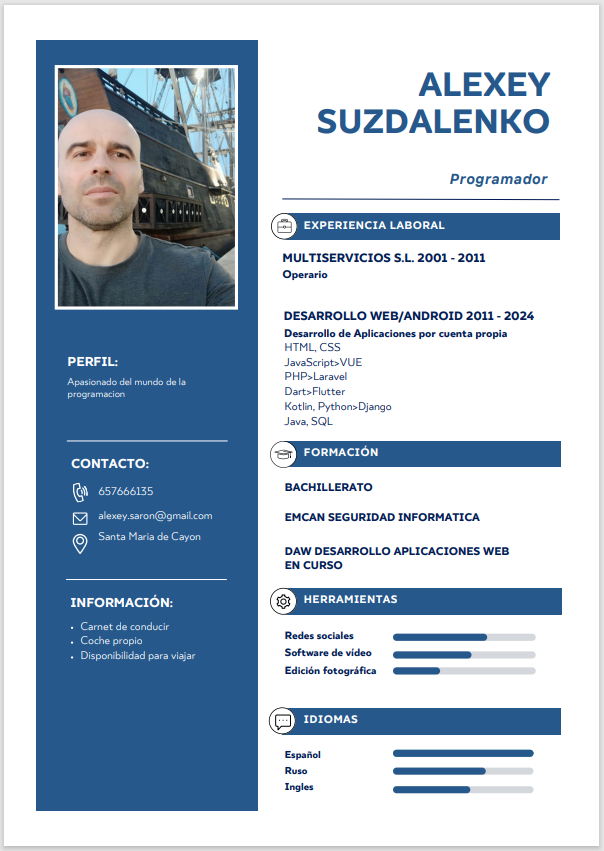 ALEXEY
SUZDALENKO
Programador
PERFIL:
Apasionado del mundo de la
programacion
CONTACTO:
657666135
alexey.saron@gmail.com
Santa Maria de Cayon
INFORMACIÓN:
• Carnet de conducir
• Coche propio
• Disponibilidad para viajar
EXPERIENCIA LABORAL
MULTISERVICIOS S.L. 2001 - 2011
Operario
DESARROLLO WEB/ANDROID 2011 - 2024
Desarrollo de Aplicaciones por cuenta propia
HTML, CSS
JavaScript>VUE
PHP>Laravel
Dart>Flutter
Kotlin, Python>Django
Java, SQL
FORMACIÓN
BACHILLERATO
EMCAN SEGURIDAD INFORMATICA
DAW DESARROLLO APLICACIONES WEB
EN CURSO
HERRAMIENTAS
Redes sociales
Software de vídeo
Edición fotográfica
IDIOMAS
Español
Ruso
Ingles